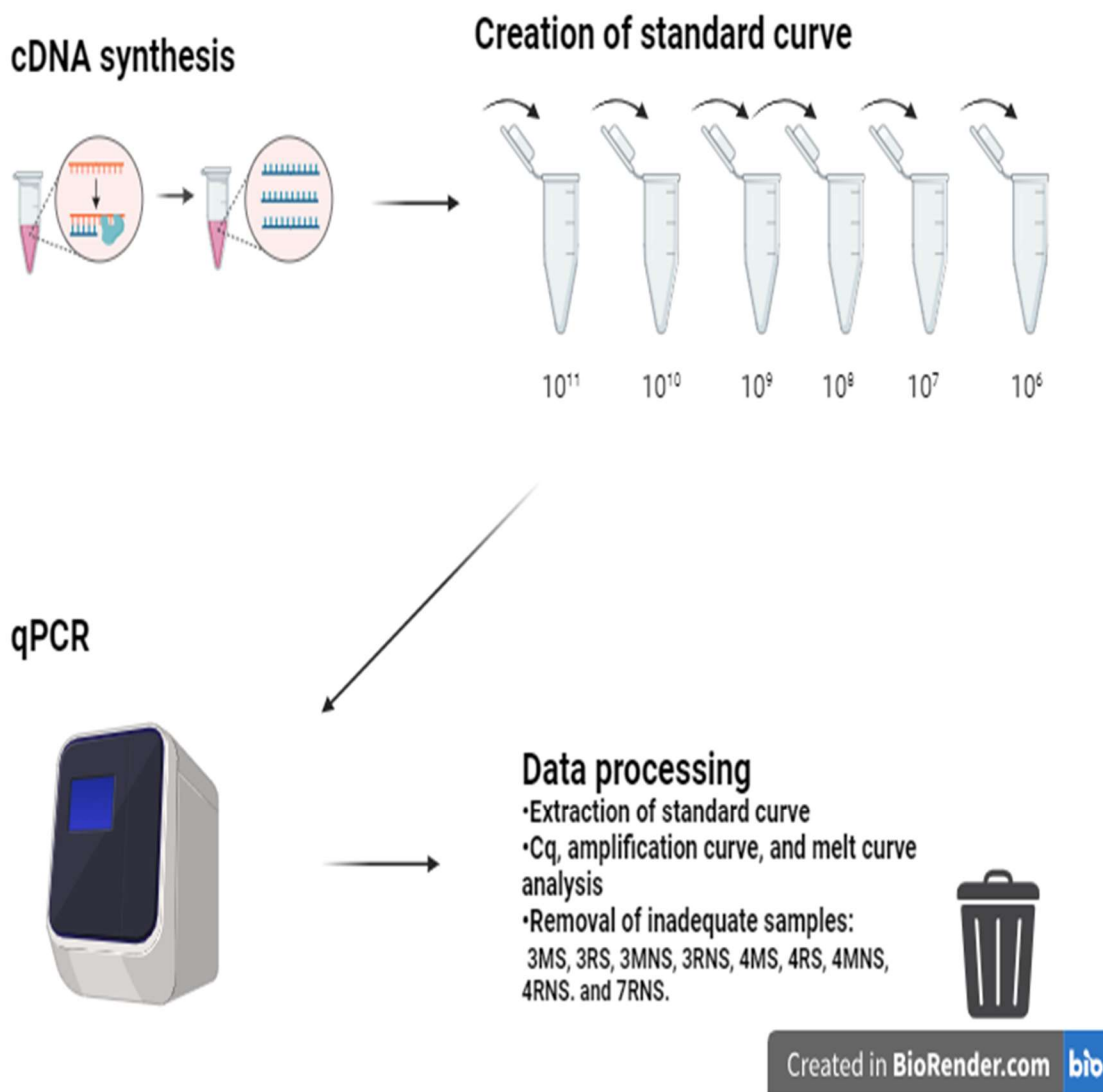 cDNA synthesis
Creation of standard curve
10¹¹ 10¹⁰ 10⁹ 10⁸ 10⁷ 10⁶
qPCR
Data processing
•Extraction of standard curve
•Cq, amplification curve, and melt curve
analysis
•Removal of inadequate samples:
3MS, 3RS, 3MNS, 3RNS, 4MS, 4RS, 4MNS,
4RNS. and 7RNS.
Created in BioRender.com bio